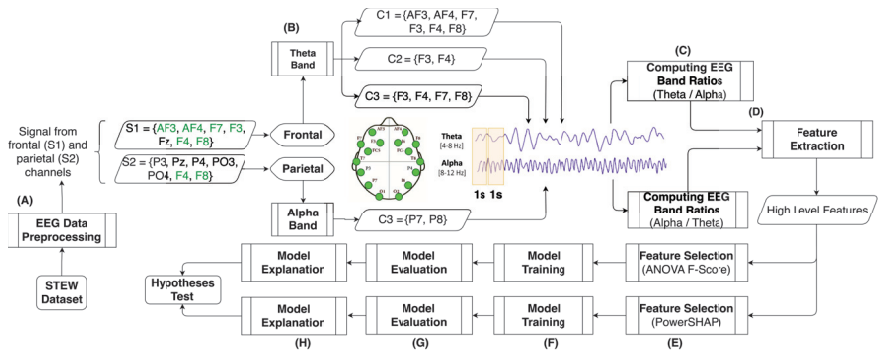 (A)
Signal from
frontal (S1) and
parietal (S2)
channels
EEG Data
Preprocessing
STEW
Dataset
S1 = {AF3, AF4, F7, F3,
Fz, F4, F8}
S2 = {P3, Pz, P4, PO3,
PO4, F4, F8}
(B)
Theta
Band
Frontal
Parietal
Alpha
Band
C1 = {AF3, AF4, F7,
F3, F4, F8}
C2 = {F3, F4}
C3 = {F3, F4, F7, F8}
C3 = {P7, P8}
AF3
AF4
Theta
[4-8 Hz]
Alpha
[8-12 Hz]
1s 1s
(C)
Computing EEG
Band Ratios
(Theta / Alpha)
Computing EEG
Band Ratios
(Alpha / Theta)
(D)
Feature
Extraction
High Level Features
Hypotheses
Test
Model
Explanation
Model
Evaluation
Model
Training
Feature Selection
(ANOVA F-Score)
Model
Explanation
Model
Evaluation
Model
Training
Feature Selection
(PowerSHAP)
(H)
(G)
(F)
(E)